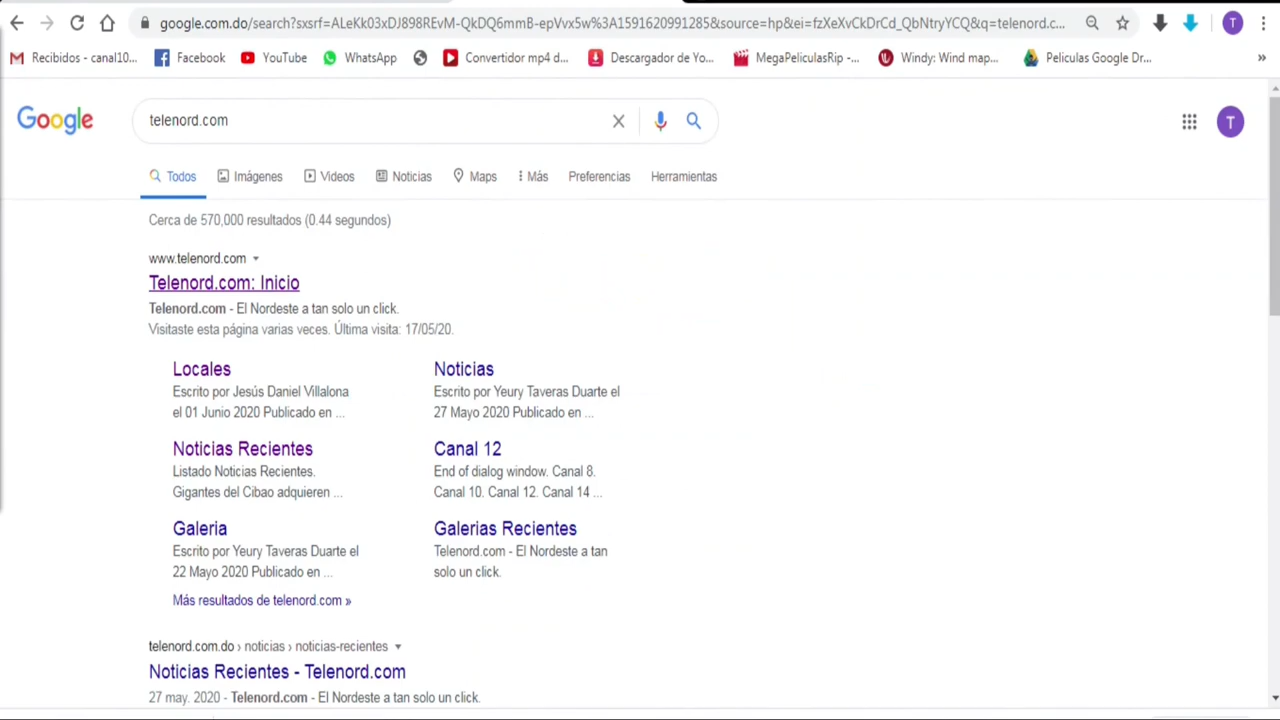 google.com.do/search?sxsrf=ALeKk03xDJ898REvM-QkDQ6mmB-epVvx5w%3A1591620991285&source=hp&ei=fzXeXvCkDrCd_QbNtryYCQ&q=telenord.c...
T
Recibidos - canal10... Facebook YouTube WhatsApp Convertidor mp4 d... Descargador de Yo... MegaPeliculasRip -... Windy: Wind map... Peliculas Google Dr... »
Google telenord.com T
Todos Imágenes Videos Noticias Maps Más Preferencias Herramientas
Cerca de 570,000 resultados (0.44 segundos)
www.telenord.com
Telenord.com: Inicio
Telenord.com - El Nordeste a tan solo un click.
Visitaste esta página varias veces. Última visita: 17/05/20.
Locales
Escrito por Jesús Daniel Villalona
el 01 Junio 2020 Publicado en ...
Noticias
Escrito por Yeury Taveras Duarte el
27 Mayo 2020 Publicado en ...
Noticias Recientes
Listado Noticias Recientes.
Gigantes del Cibao adquieren ...
Canal 12
End of dialog window. Canal 8.
Canal 10. Canal 12. Canal 14 ...
Galeria
Escrito por Yeury Taveras Duarte el
22 Mayo 2020 Publicado en ...
Galerias Recientes
Telenord.com - El Nordeste a tan
solo un click.
Más resultados de telenord.com »
telenord.com.do › noticias › noticias-recientes
Noticias Recientes - Telenord.com
27 may. 2020 - Telenord.com - El Nordeste a tan solo un click.